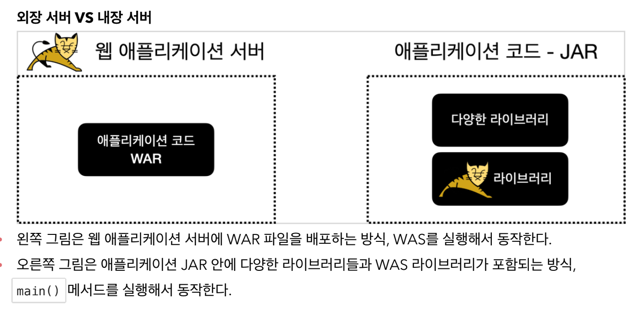 외장 서버 VS 내장 서버
웹 애플리케이션 서버
애플리케이션 코드 - JAR
애플리케이션 코드
WAR
다양한 라이브러리
라이브러리
왼쪽 그림은 웹 애플리케이션 서버에 WAR 파일을 배포하는 방식, WAS를 실행해서 동작한다.
오른쪽 그림은 애플리케이션 JAR 안에 다양한 라이브러리들과 WAS 라이브러리가 포함되는 방식,
main() 메서드를 실행해서 동작한다.